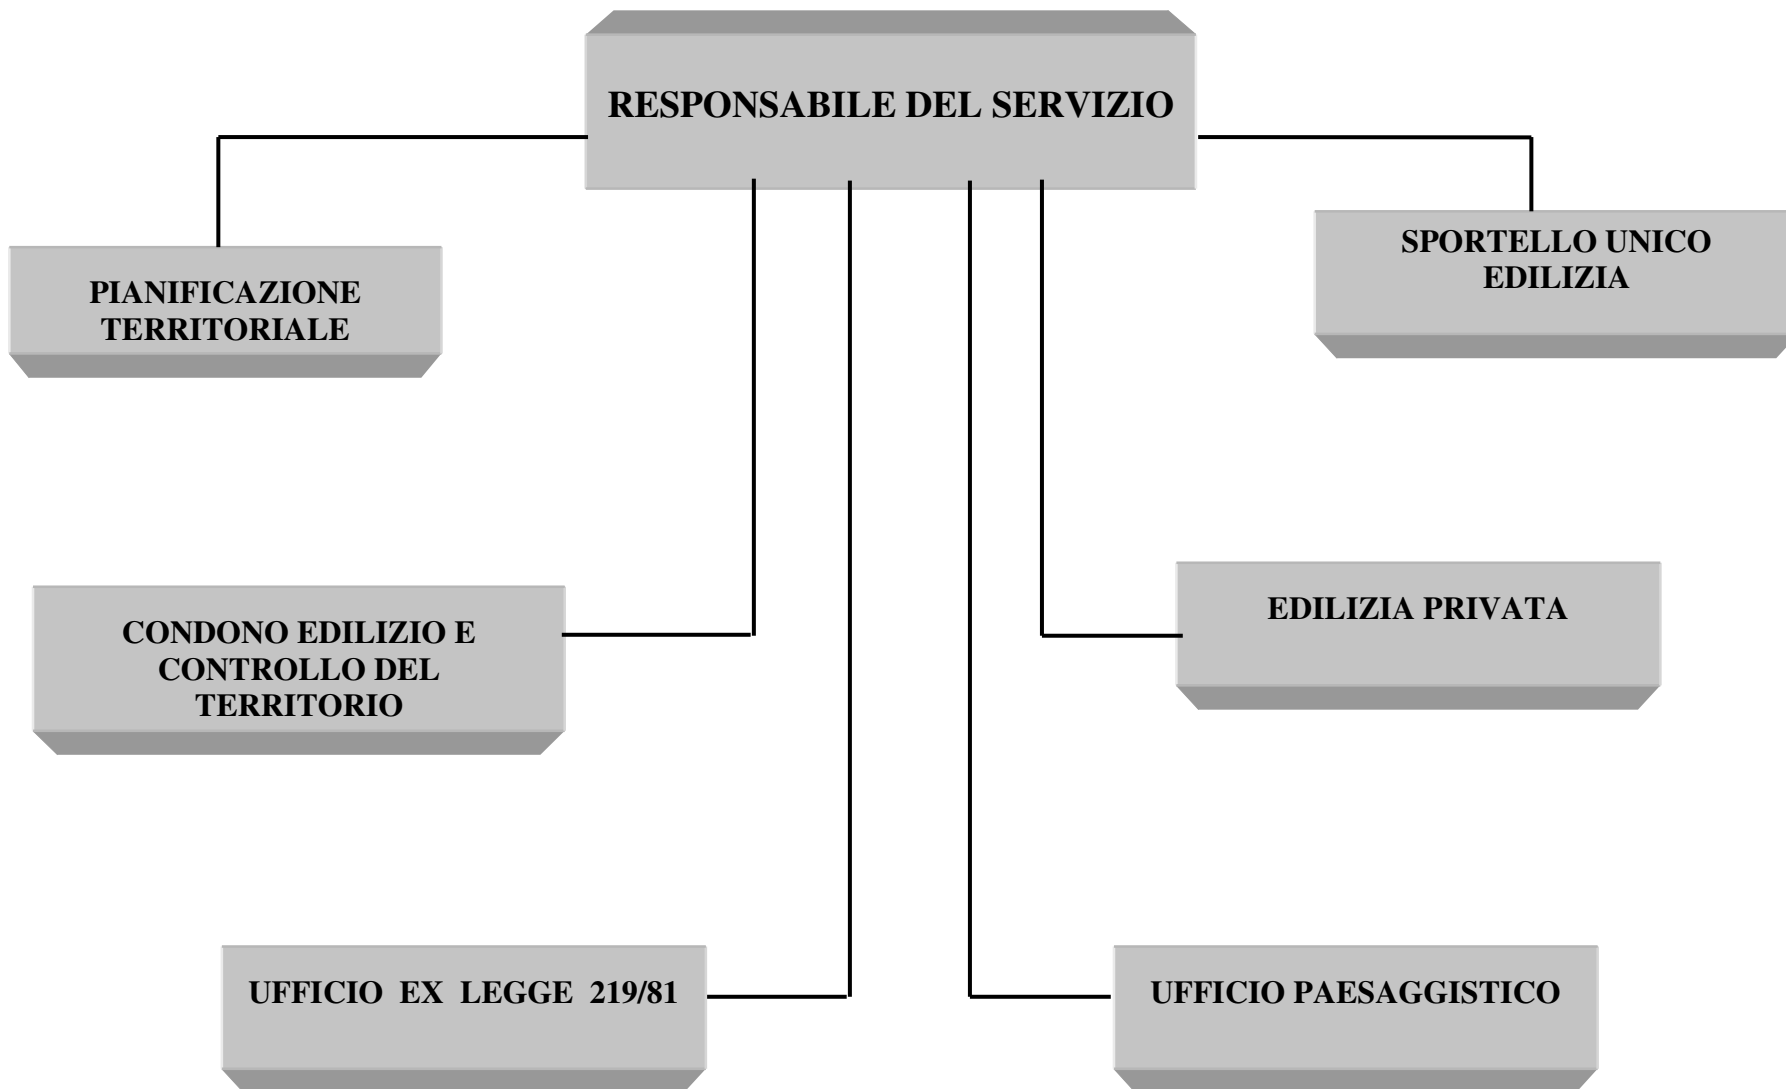 RESPONSABILE DEL SERVIZIO
SPORTELLO UNICO
EDILIZIA
PIANIFICAZIONE
TERRITORIALE
CONDONO EDILIZIO E
CONTROLLO DEL
TERRITORIO
EDILIZIA PRIVATA
UFFICIO EX LEGGE 219/81
UFFICIO PAESAGGISTICO